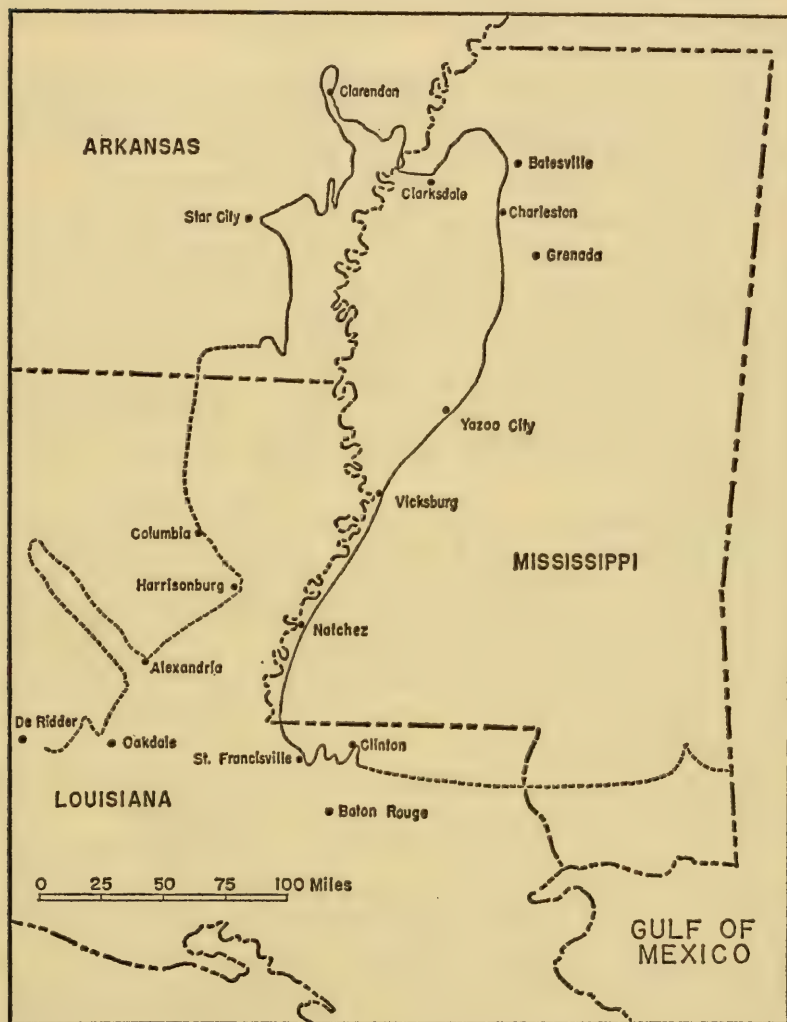 Clarendon
ARKANSAS
Batesville
Clarksdale
Star City
Charleston
Grenada
Yazoo City
Vicksburg
Columbia
MISSISSIPPI
Harrisonburg
Natchez
Alexandria
De Ridder
Oakdale
Clinton
St. Francisville
LOUISIANA
Baton Rouge
0 25 50 75 100 Miles
GULF OF
MEXICO